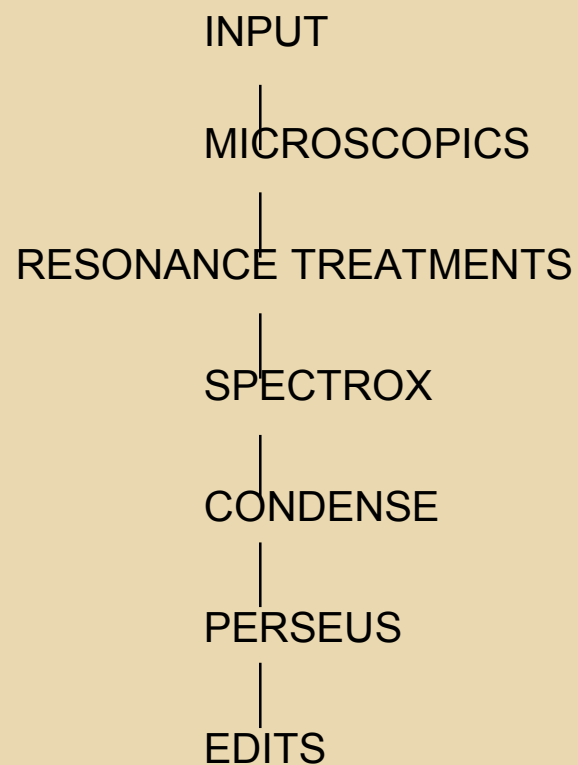 INPUT
MICROSCOPICS
RESONANCE TREATMENTS
SPECTROX
CONDENSE
PERSEUS
EDITS